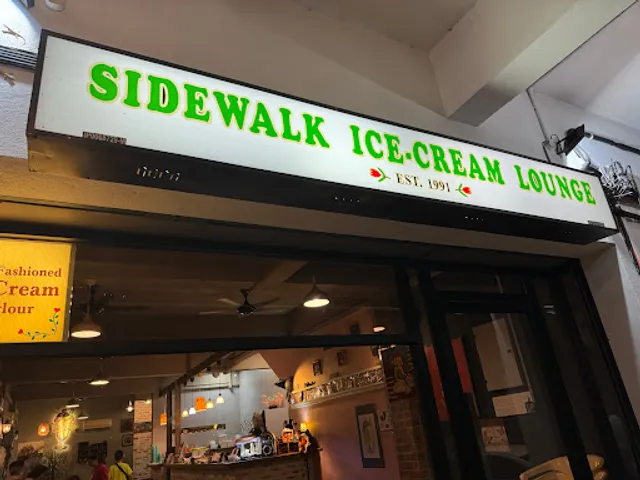 SIDEWALK ICE-CREAM LOUNGE
EST. 1991
Fashioned
Cream
lour